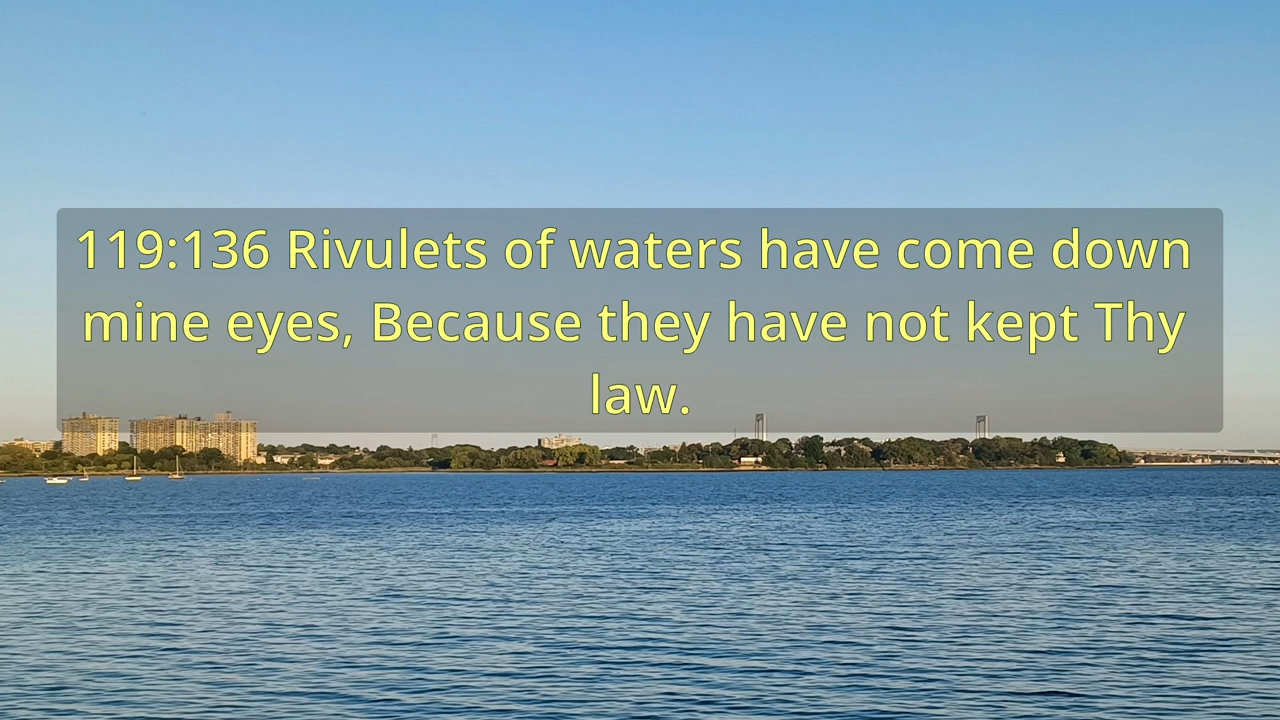 119:136 Rivulets of waters have come down
mine eyes, Because they have not kept Thy
law.